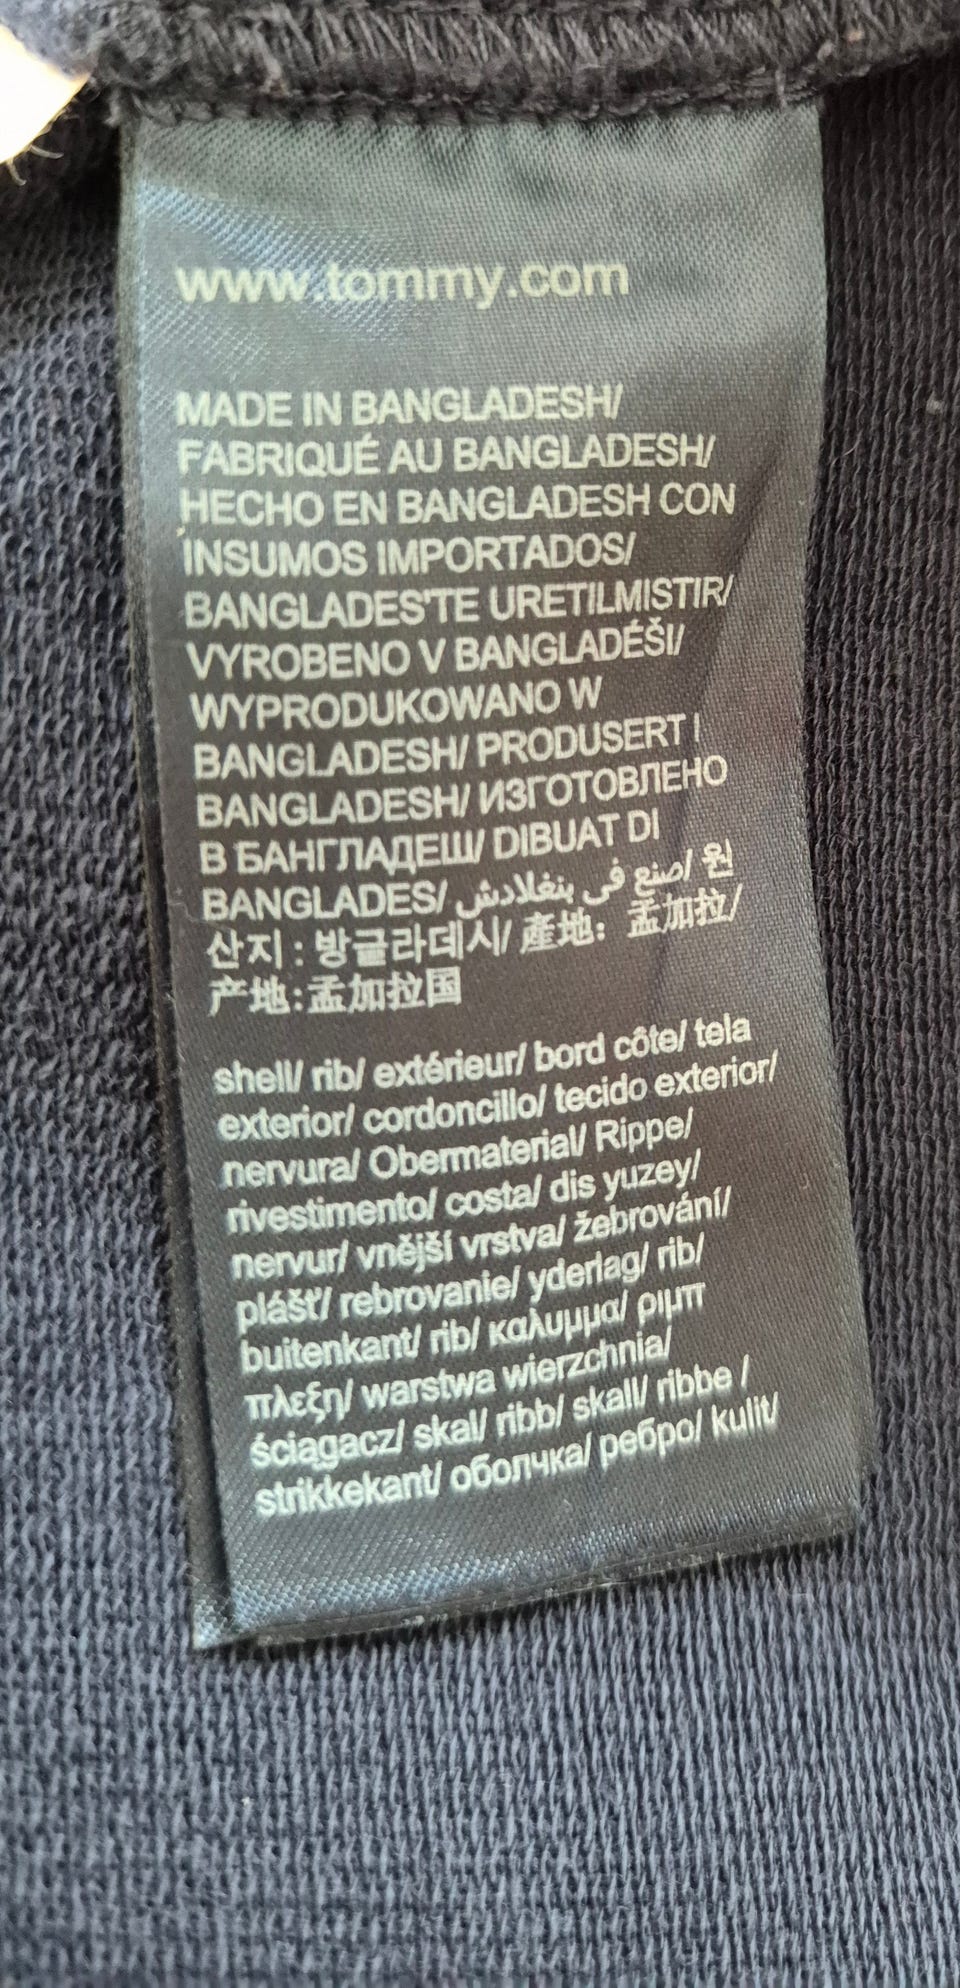 www.tommy.com
MADE IN BANGLADESH/
FABRIQUÉ AU BANGLADESH/
HECHO EN BANGLADESH CON
INSUMOS IMPORTADOS/
BANGLADES'TE URETILMISTIR/
VYROBENO V BANGLADÉŠI/
WYPRODUKOWANO W
BANGLADESH/ PRODUSERT I
BANGLADESH/ ИЗГОТОВЛЕНО
В БАНГЛАДЕШ/ DIBUAT DI
BANGLADES/ صنع في بنغلادش/ 원
산지 : 방글라데시/ 產地: 孟加拉/
产地:孟加拉国
shell/ rib/ extérieur/ bord côte/ tela
exterior/ cordoncillo/ tecido exterior/
nervura/ Obermaterial/ Rippe/
rivestimento/ costa/ dis yuzey/
nervur/ vnější vrstva/ žebrování/
plášť/ rebrovanie/ yderlag/ rib/
buitenkant/ rib/ καλυμμα/ ριμπ
πλεξη/ warstwa wierzchnia/
ściągacz/ skal/ ribb/ skall/ ribbe /
strikkekant/ оболчка/ ребро/ kulit/